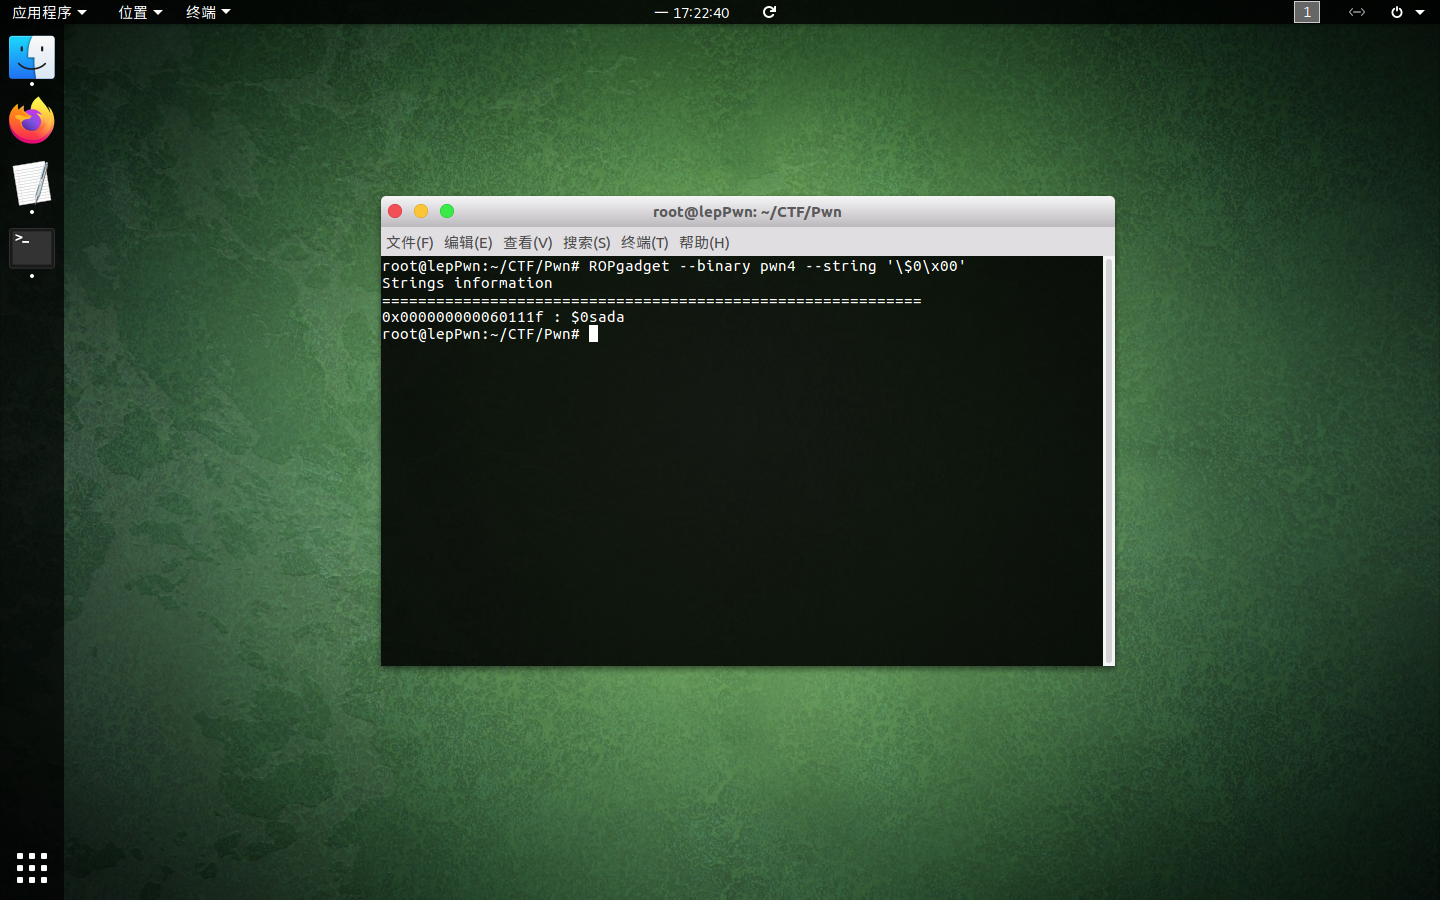 应用程序 位置 终端 一 17:22:40 1
root@lepPwn: ~/CTF/Pwn
文件(F) 编辑(E) 查看(V) 搜索(S) 终端(T) 帮助(H)
root@lepPwn:~/CTF/Pwn# ROPgadget --binary pwn4 --string '\$0\x00'
Strings information
============================================================
0x000000000060111f : $0sada
root@lepPwn:~/CTF/Pwn#